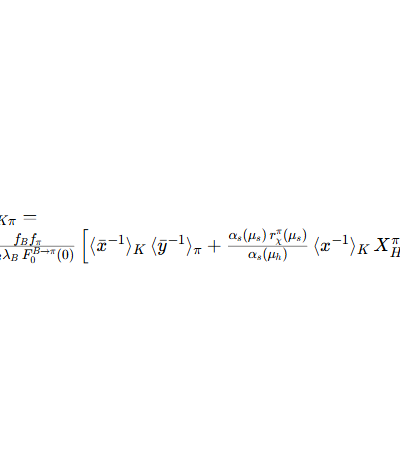 Kπ =
f_B f_π / λ_B F_0^{B→π}(0) [⟨x̄^{-1}⟩_K ⟨ȳ^{-1}⟩_π + α_s(μ_s) r_χ^π(μ_s) / α_s(μ_h) ⟨x^{-1}⟩_K X_H^π